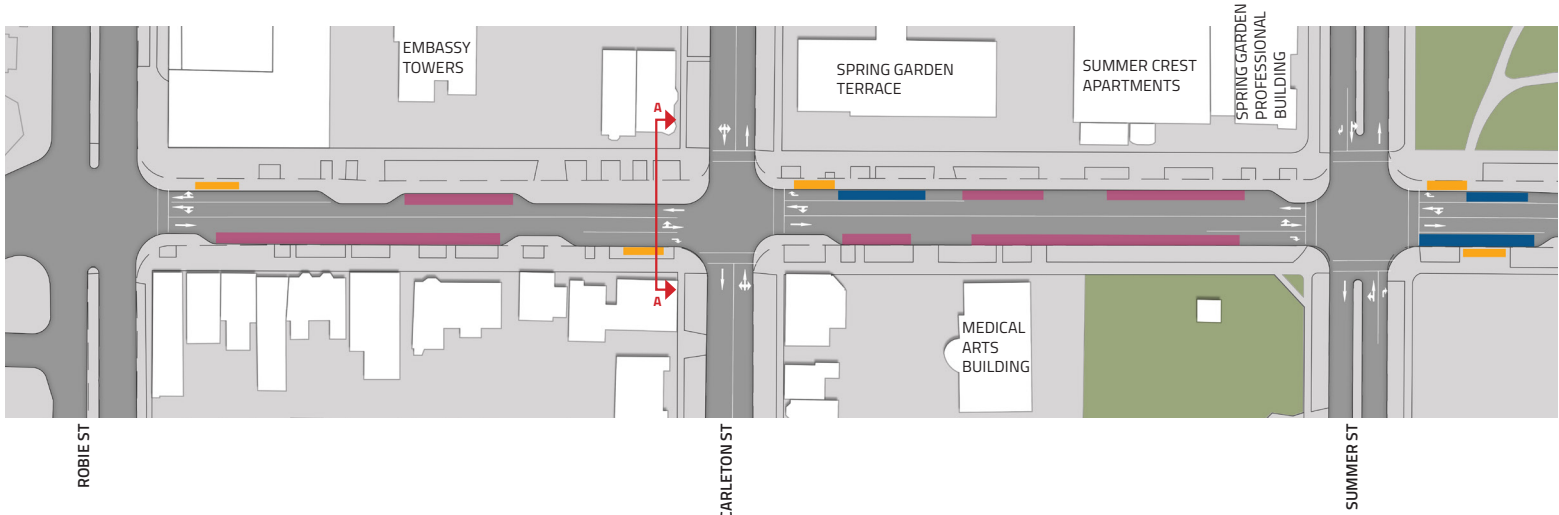 EMBASSY
TOWERS
A
A
SPRING GARDEN
TERRACE
SUMMER CREST
APARTMENTS
SPRING GARDEN
PROFESSIONAL
BUILDING
MEDICAL
ARTS
BUILDING
ROBIE ST
CARLETON ST
SUMMER ST